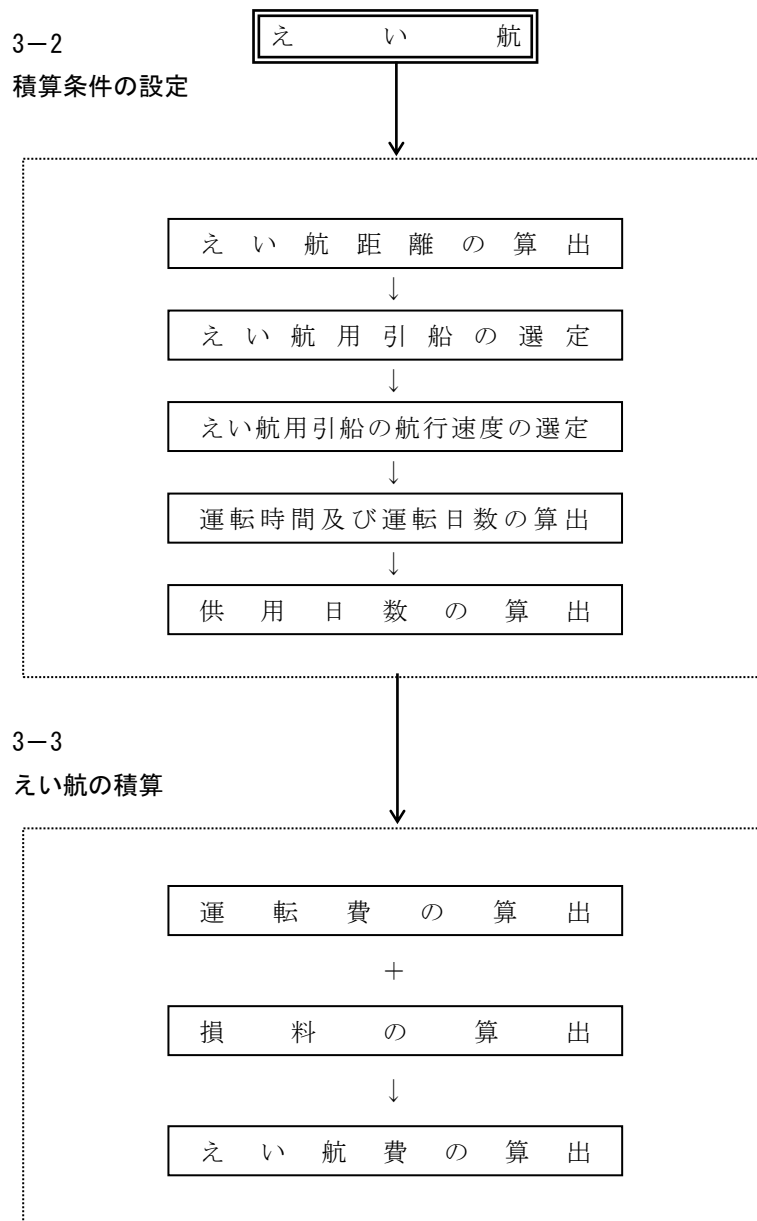 えい航
3－2
積算条件の設定
えい航距離の算出
↓
えい航用引船の選定
↓
えい航用引船の航行速度の選定
↓
運転時間及び運転日数の算出
↓
供用日数の算出
3－3
えい航の積算
運転費の算出
＋
損料の算出
↓
えい航費の算出